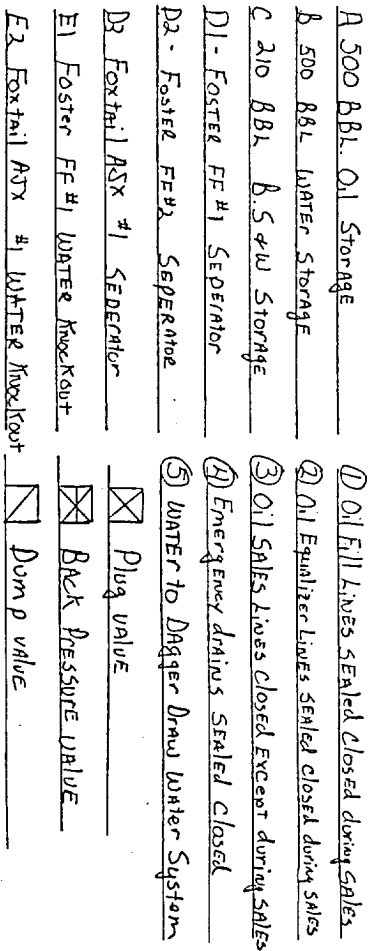 A 500 BBL. Oil Storage
B 500 BBL WATER STORAGE
C 210 BBL B.S&W STORAGE
D1- FOSTER FF #1 SEPERATOR
D2- FOSTER FF #2 SEPERATOR
D3 FOXTAIL AJX #1 SEPERATOR
E1 FOSTER FF #1 WATER KNOCKOUT
E2 FOXTAIL AJX #1 WATER KNOCKOUT
① Oil Fill LINES SEALED CLOSED during SALES
② Oil Equalizer LINES SEALED CLOSED during SALES
③ Oil SALES LINES CLOSED EXCEPT during SALES
④ EMERGENCY drAINS SEALED CLOSED
⑤ WATER to DAGGER DRAW WATER SYSTEM
Plug VALVE
BACK PRESSURE VALVE
Dump VALVE